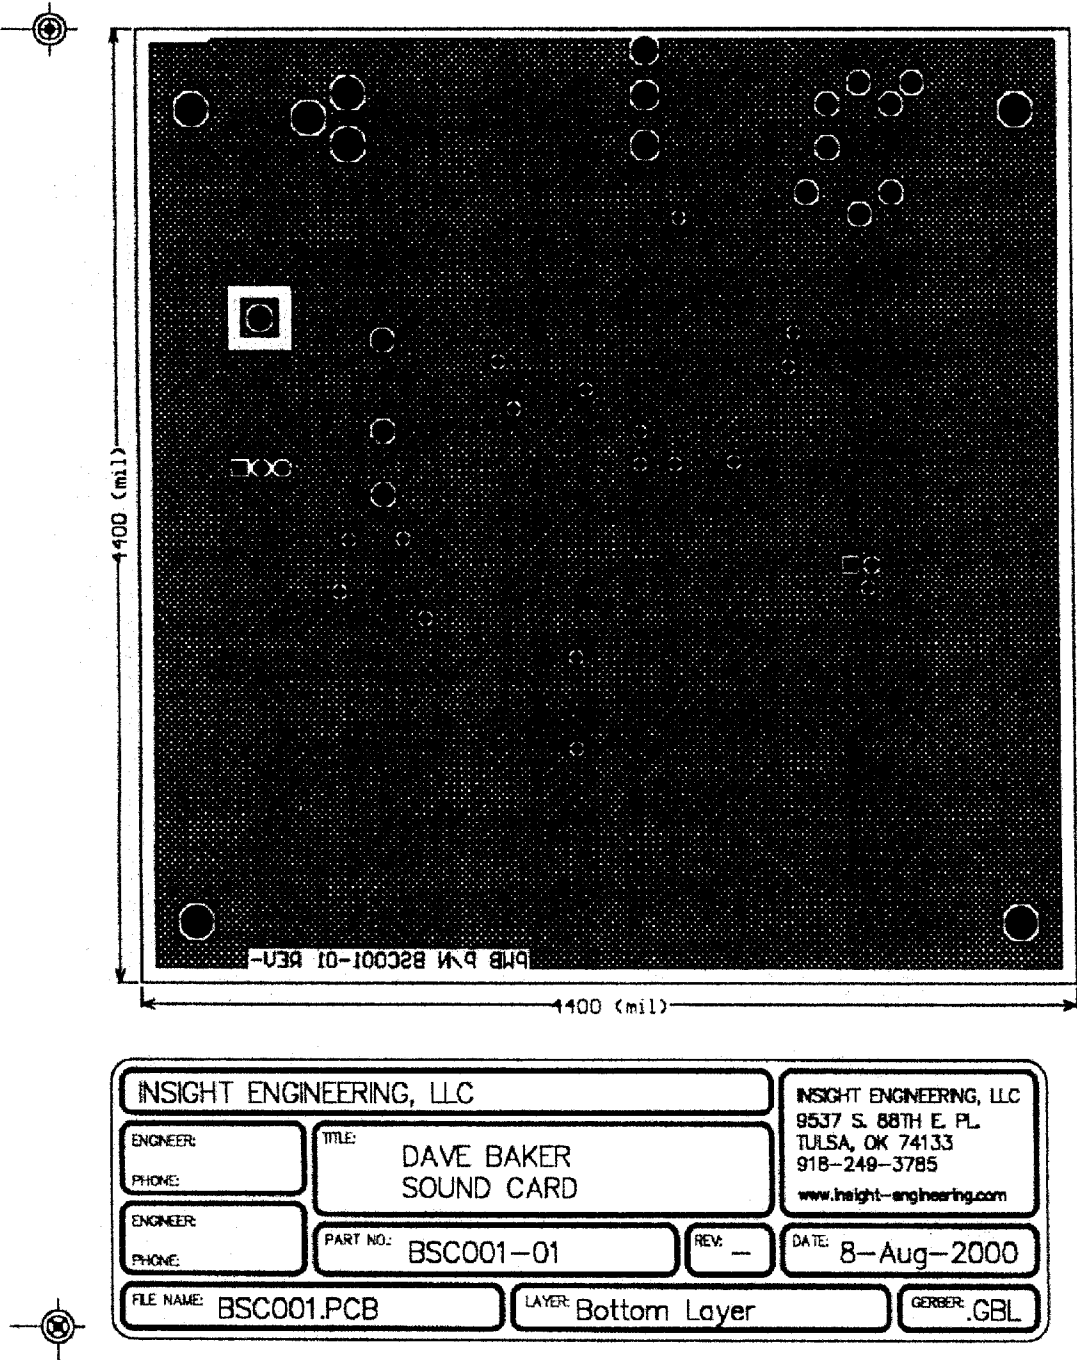 4400 (mil)
PWB P/N BSC001-01 REV-
4400 (mil)
INSIGHT ENGINEERING, LLC
ENGINEER:
PHONE:
TITLE:
DAVE BAKER
SOUND CARD
INSIGHT ENGINEERING, LLC
9537 S. 88TH E. PL.
TULSA, OK 74133
918-249-3785
www.insight-engineering.com
ENGINEER:
PHONE:
PART NO.: BSC001-01
REV: -
DATE: 8-Aug-2000
FILE NAME: BSC001.PCB
LAYER: Bottom Layer
GERBER: .GBL